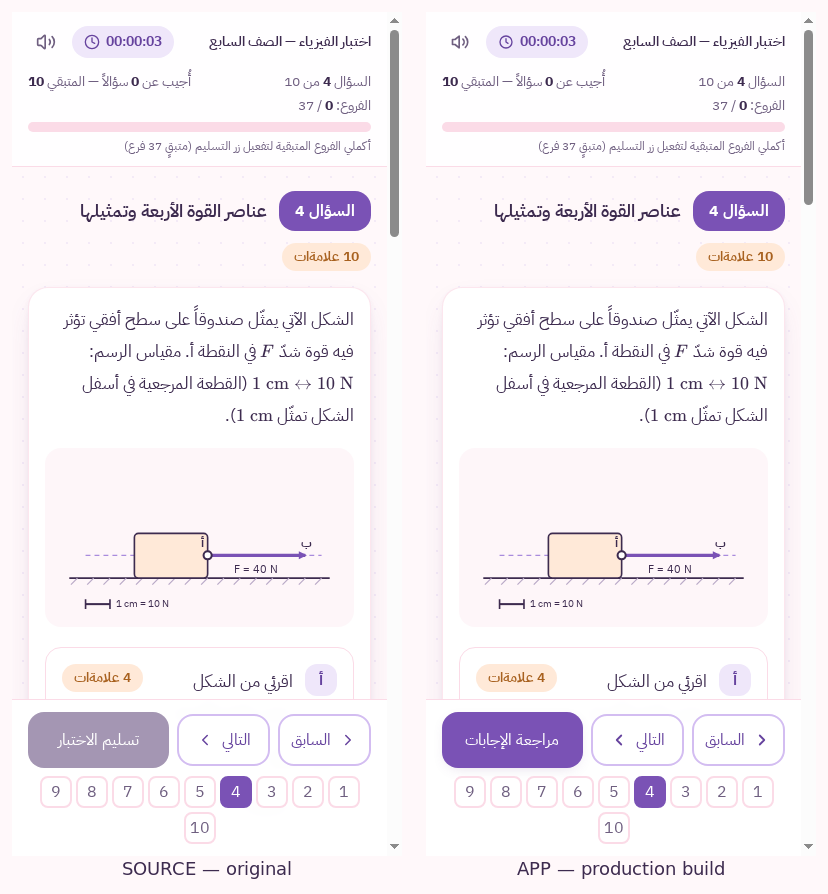 اختبار الفيزياء — الصف السابع
00:00:03
السؤال 4 من 10
أُجيب عن 0 سؤالاً — المتبقي 10
الفروع: 0 / 37
أكملي الفروع المتبقية لتفعيل زر التسليم (متبقٍ 37 فرع)
السؤال 4
عناصر القوة الأربعة وتمثيلها
10 علامةات
الشكل الآتي يمثّل صندوقاً على سطح أفقي تؤثر
فيه قوة شدّ F في النقطة أ. مقياس الرسم:
1 cm ↔ 10 N (القطعة المرجعية في أسفل
الشكل تمثّل 1 cm).
أ
ب
F = 40 N
1 cm = 10 N
أ
اقرئي من الشكل
4 علامةات
السابق
التالي
تسليم الاختبار
1 2 3 4 5 6 7 8 9
10
SOURCE — original
اختبار الفيزياء — الصف السابع
00:00:03
السؤال 4 من 10
أُجيب عن 0 سؤالاً — المتبقي 10
الفروع: 0 / 37
أكملي الفروع المتبقية لتفعيل زر التسليم (متبقٍ 37 فرع)
السؤال 4
عناصر القوة الأربعة وتمثيلها
10 علامةات
الشكل الآتي يمثّل صندوقاً على سطح أفقي تؤثر
فيه قوة شدّ F في النقطة أ. مقياس الرسم:
1 cm ↔ 10 N (القطعة المرجعية في أسفل
الشكل تمثّل 1 cm).
أ
ب
F = 40 N
1 cm = 10 N
أ
اقرئي من الشكل
4 علامةات
السابق
التالي
مراجعة الإجابات
1 2 3 4 5 6 7 8 9
10
APP — production build